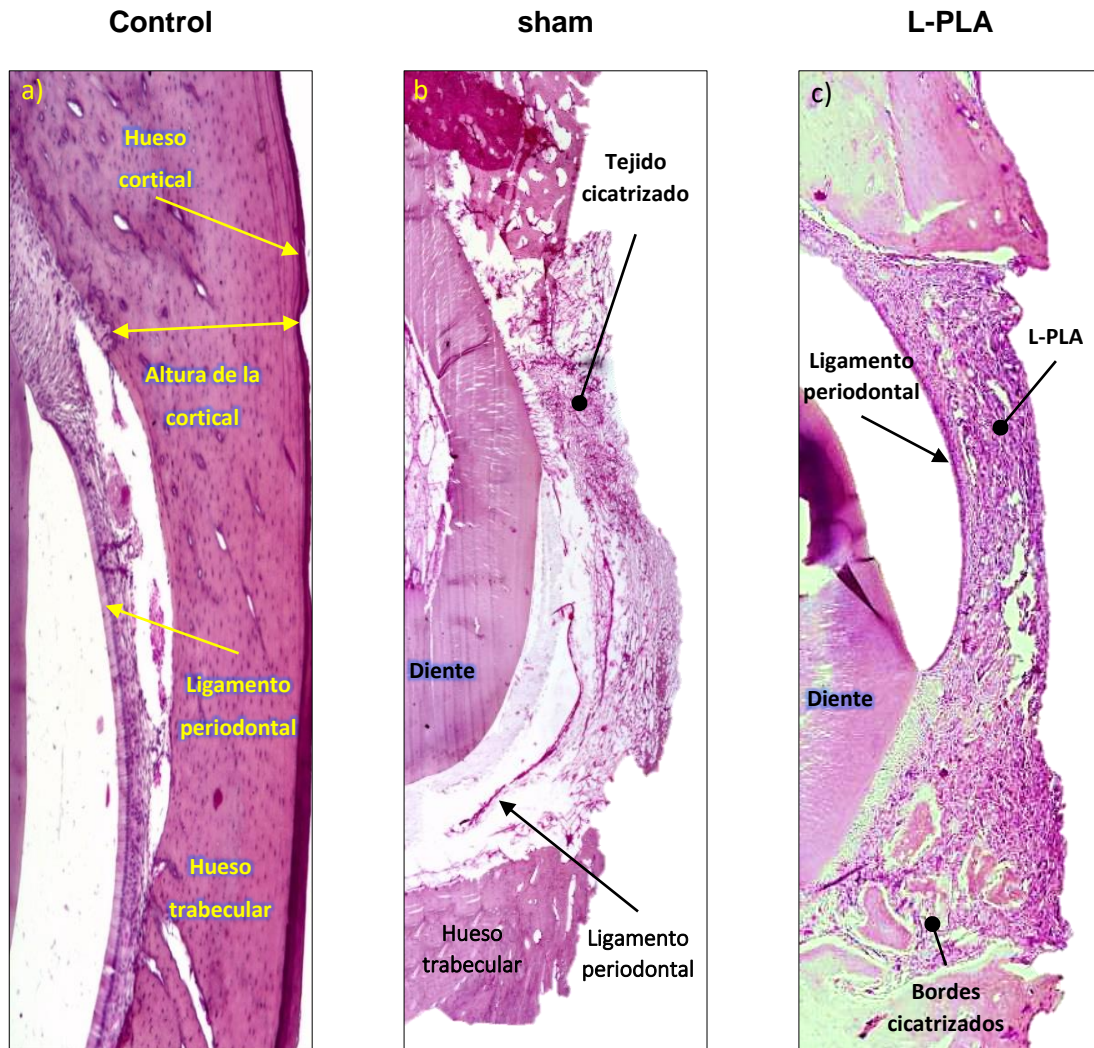 Control
sham
L-PLA
a)
Hueso
cortical
Altura de la
cortical
Ligamento
periodontal
Hueso
trabecular
b
Tejido
cicatrizado
Diente
Hueso
trabecular
Ligamento
periodontal
c)
L-PLA
Ligamento
periodontal
Diente
Bordes
cicatrizados